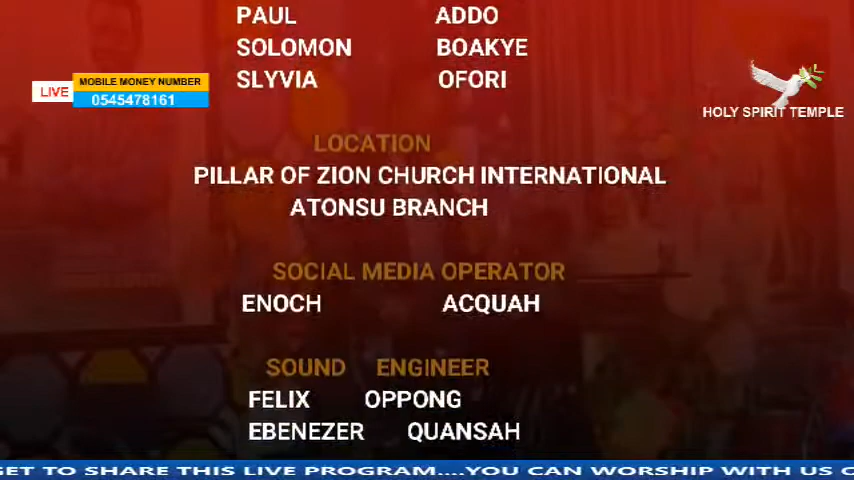 PAUL ADDO
SOLOMON BOAKYE
SLYVIA OFORI
LIVE
MOBILE MONEY NUMBER
0545478161
HOLY SPIRIT TEMPLE
LOCATION
PILLAR OF ZION CHURCH INTERNATIONAL
ATONSU BRANCH
SOCIAL MEDIA OPERATOR
ENOCH ACQUAH
SOUND ENGINEER
FELIX OPPONG
EBENEZER QUANSAH
GET TO SHARE THIS LIVE PROGRAM....YOU CAN WORSHIP WITH US